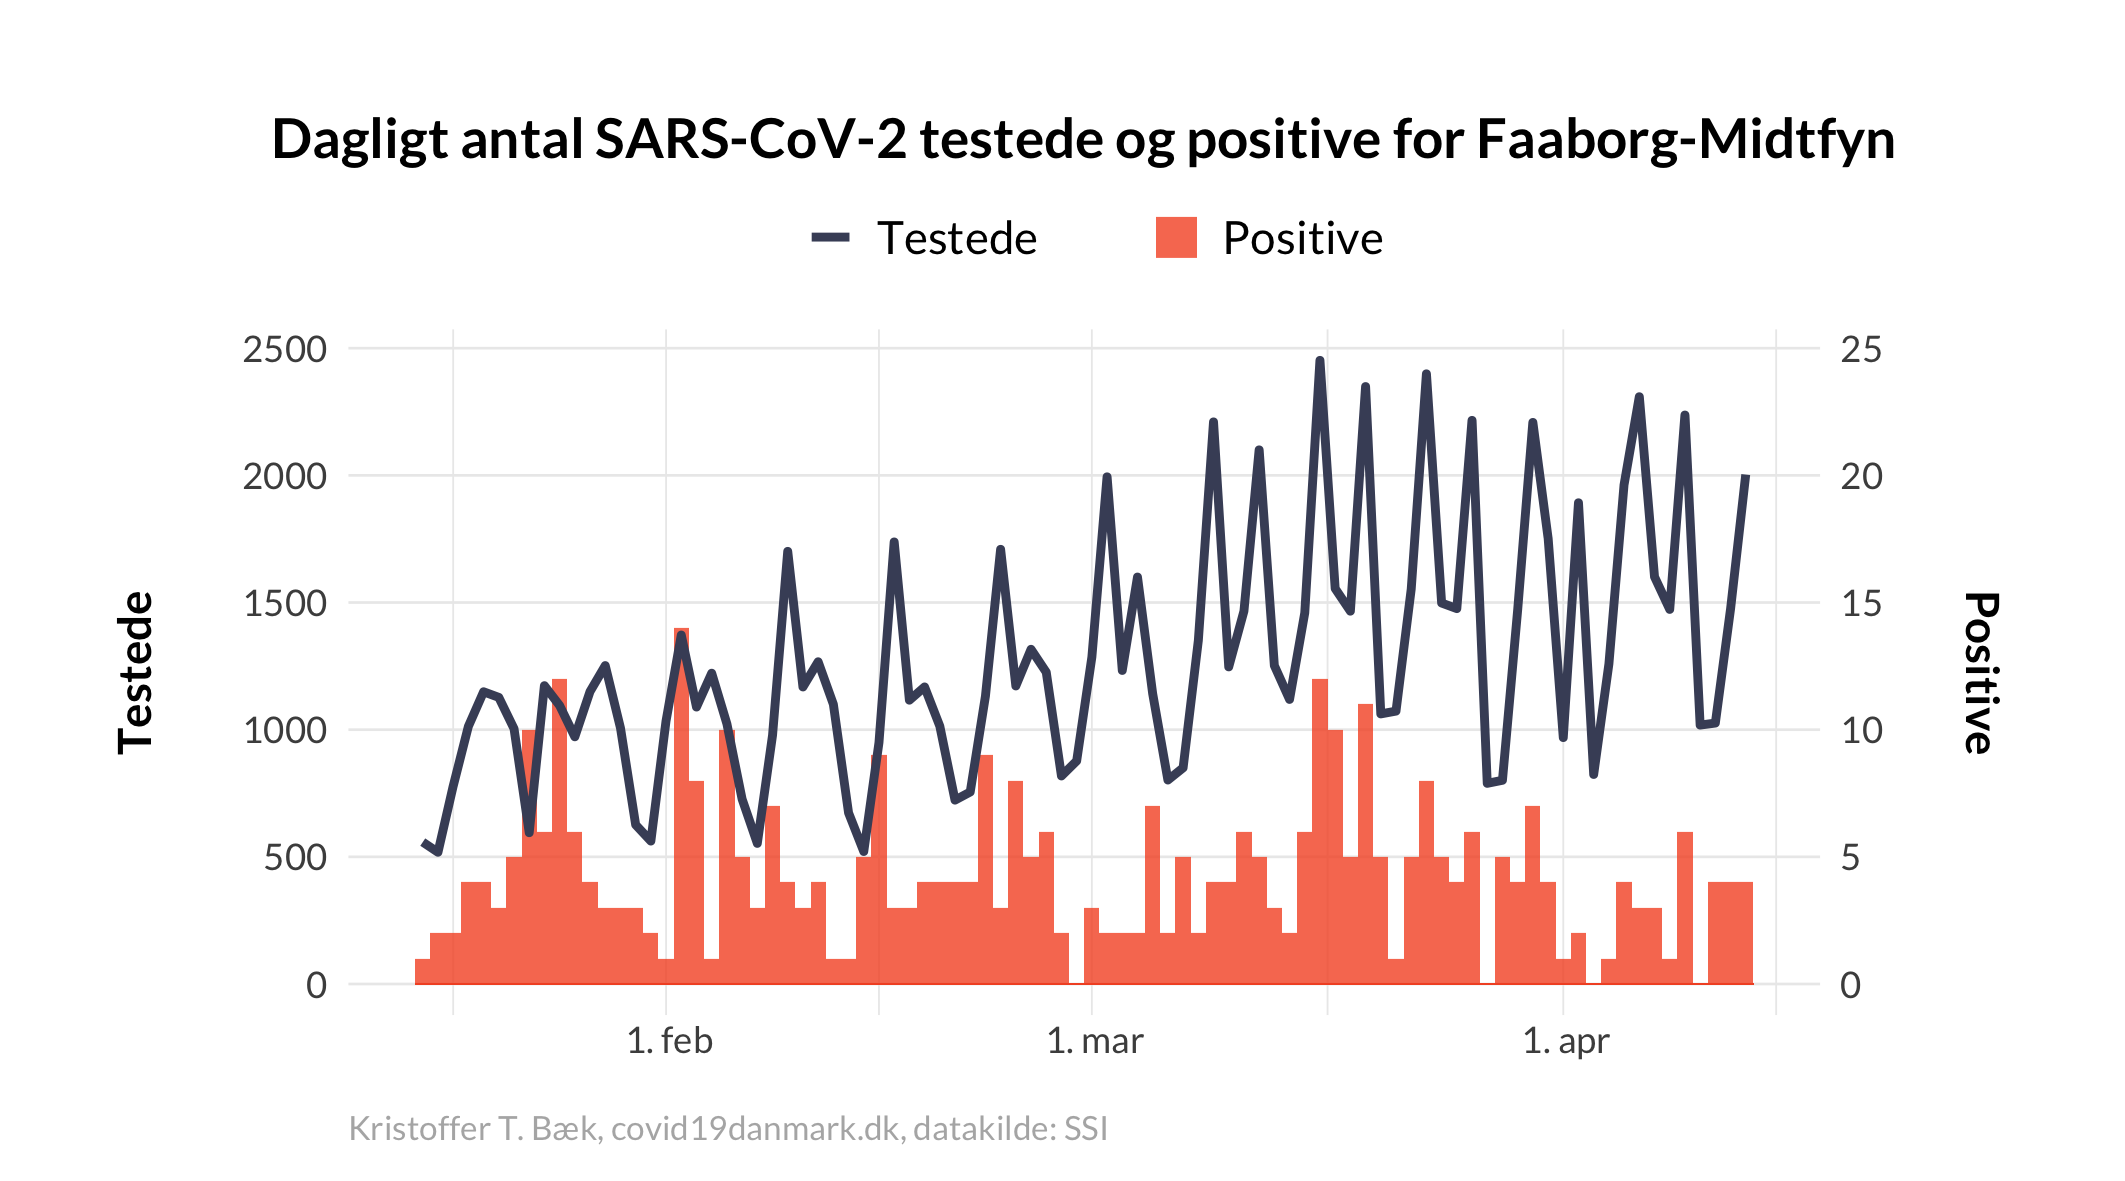 Dagligt antal SARS-CoV-2 testede og positive for Faaborg-Midtfyn
Testede Positive
2500 25
2000 20
1500 15
1000 10
500 5
0 0
Testede
Positive
1. feb 1. mar 1. apr
Kristoffer T. Bæk, covid19danmark.dk, datakilde: SSI